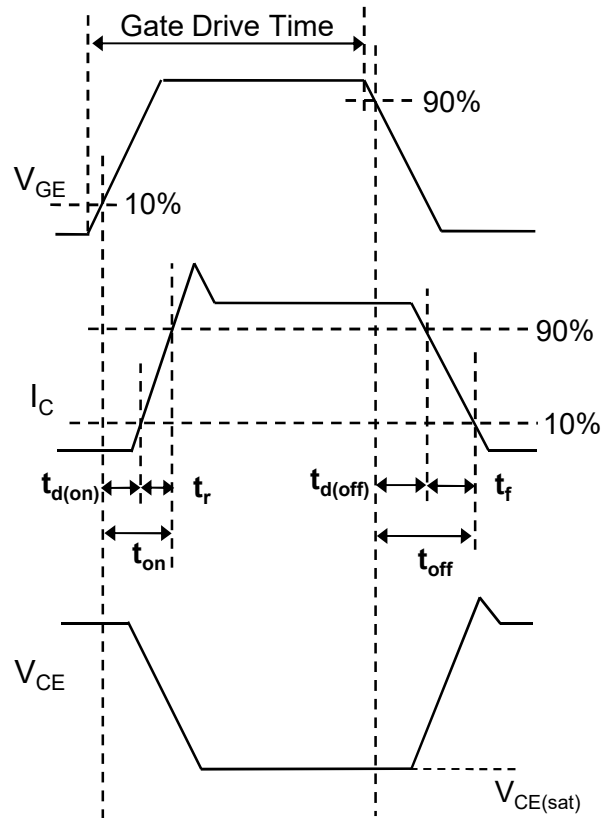 Gate Drive Time
90%
V_GE
10%
90%
I_C
10%
t_d(on)
t_r
t_d(off)
t_f
t_on
t_off
V_CE
V_CE(sat)